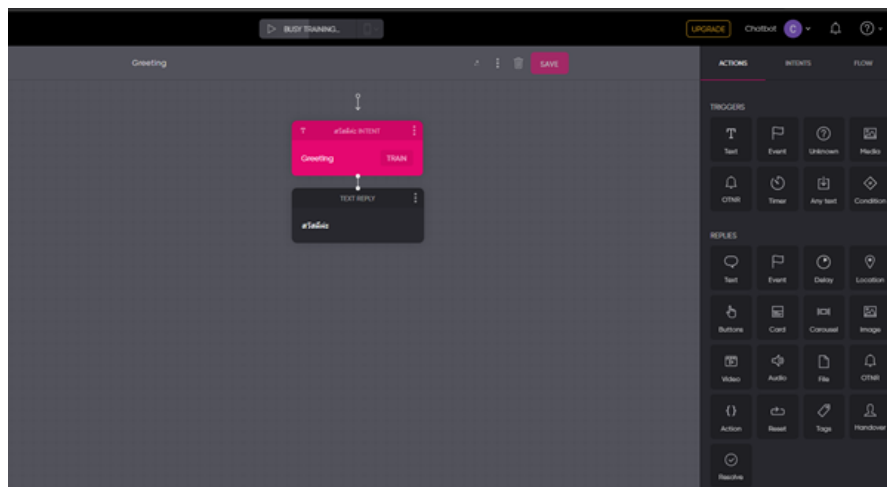 BUSY TRAINING...
UPGRADE
Chatbot
C
Greeting
SAVE
ACTIONS
INTENTS
FLOW
สวัสดีค่ะ INTENT
Greeting
TRAIN
TEXT REPLY
สวัสดีค่ะ
TRIGGERS
Text
Event
Unknown
Media
OTNR
Timer
Any text
Condition
REPLIES
Text
Event
Delay
Location
Buttons
Card
Carousel
Image
Video
Audio
File
OTNR
Action
Reset
Tags
Handover
Resolve